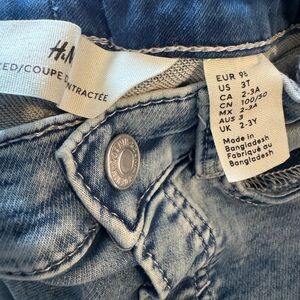 H&M
ED/COUPE D
NTRACTÉE
EUR 98
US 3T
CA 2-3A
CN 100/50
MX 2-3A
AUS 3
UK 2-3Y
Made in
Bangladesh
Fabriqué au
Bangladesh